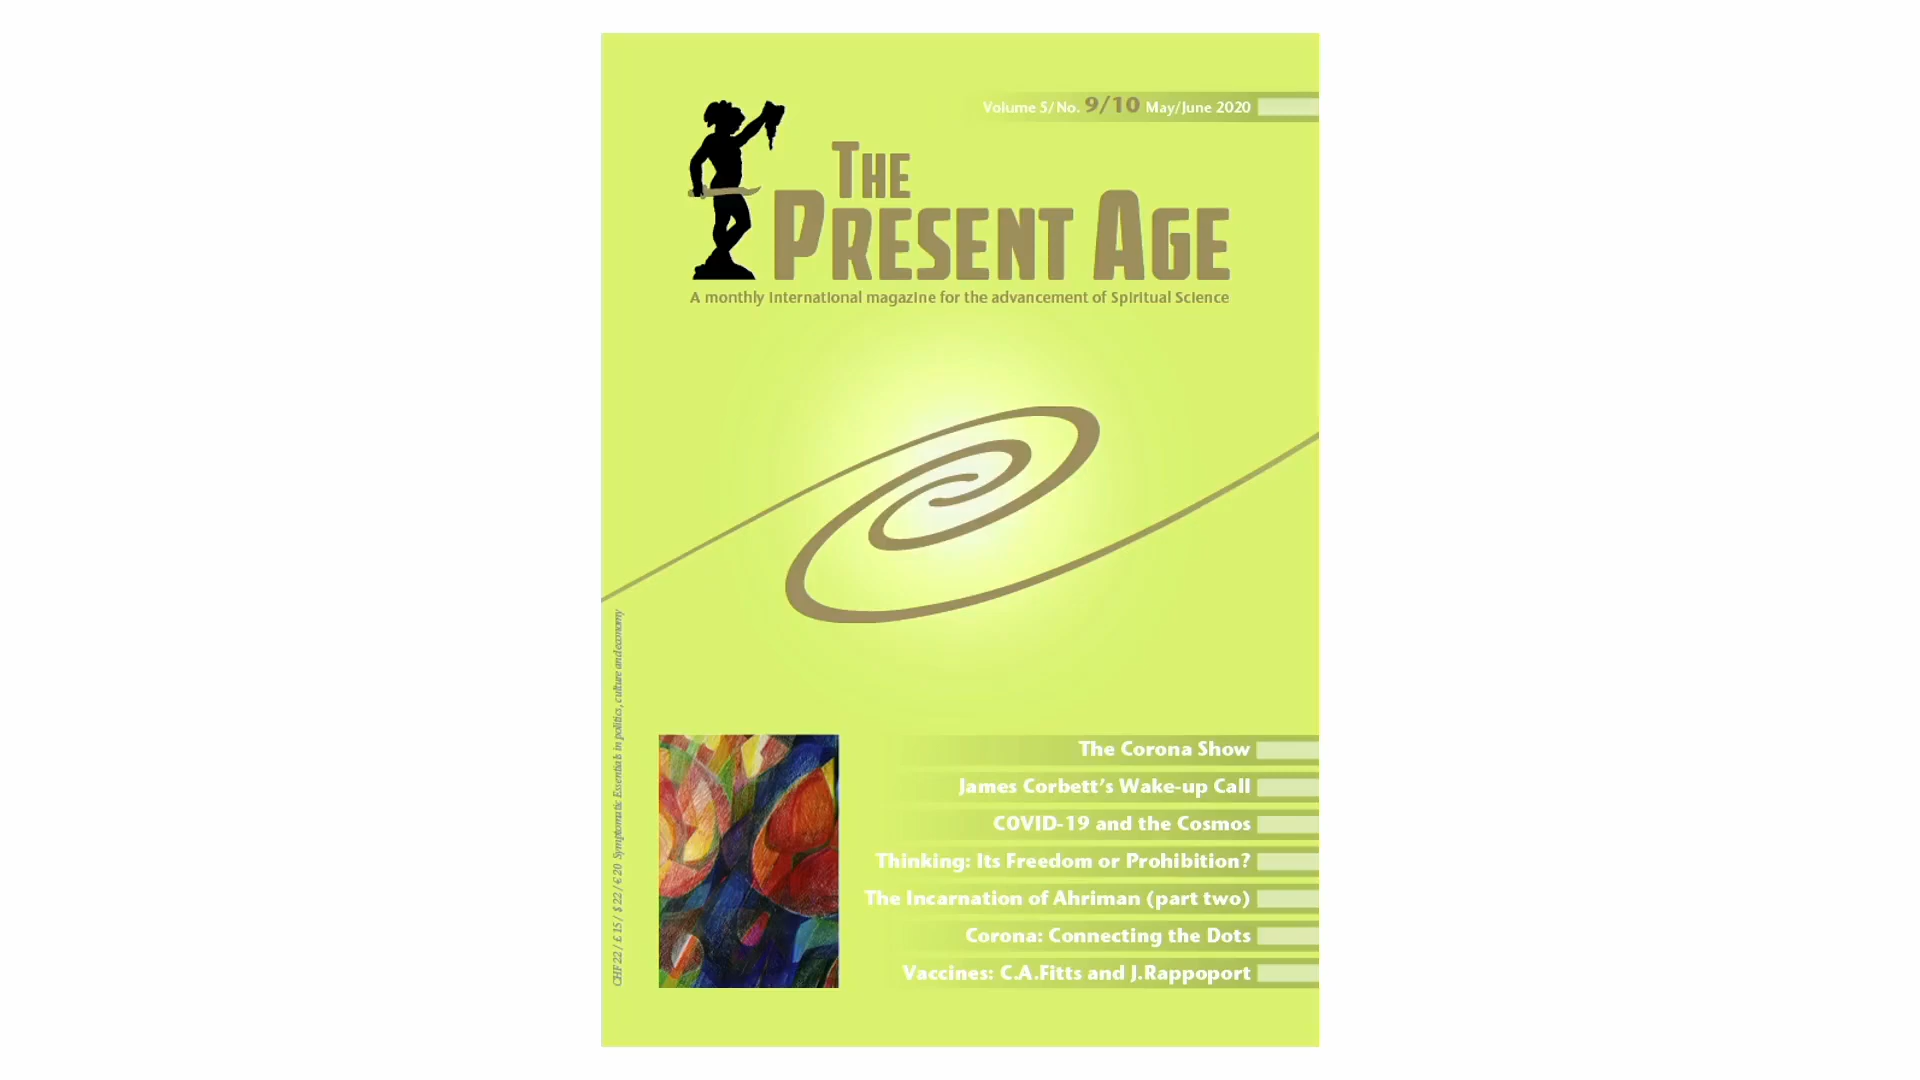 Volume 5/No. 9/10 May/June 2020
THE
PRESENT AGE
A monthly international magazine for the advancement of Spiritual Science
CHF 22 / £ 15 / $ 22 / € 20 Symptomatic Essentials in politics, culture and economy
The Corona Show
James Corbett's Wake-up Call
COVID-19 and the Cosmos
Thinking: Its Freedom or Prohibition?
The Incarnation of Ahriman (part two)
Corona: Connecting the Dots
Vaccines: C.A.Fitts and J.Rappoport